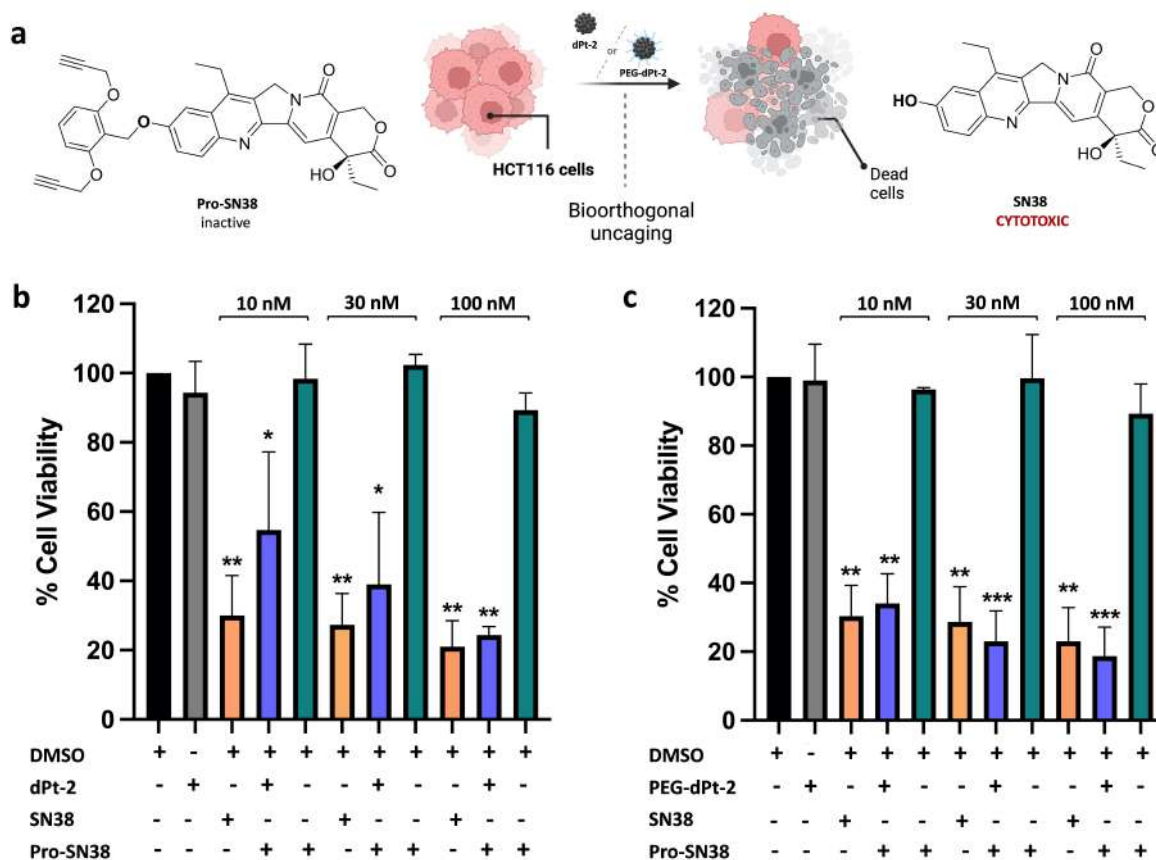 a
O
O
O
N
N
O
O
O
HO
Pro-SN38
inactive
dPt-2
or
PEG-dPt-2
HCT116 cells
Bioorthogonal
uncaging
Dead
cells
HO
N
N
O
O
O
HO
SN38
CYTOTOXIC
b
% Cell Viability
120
100
80
60
40
20
0
10 nM 30 nM 100 nM
** * ** * ** **
DMSO + - + + + + + + + + +
dPt-2 - + - + - - + - - + -
SN38 - - + - - + - - + - -
Pro-SN38 - - - + + - + + - + +
c
% Cell Viability
120
100
80
60
40
20
0
10 nM 30 nM 100 nM
** ** ** *** ** ***
DMSO + - + + + + + + + + +
PEG-dPt-2 - + - + - - + - - + -
SN38 - - + - - + - - + - -
Pro-SN38 - - - + + - + + - + +